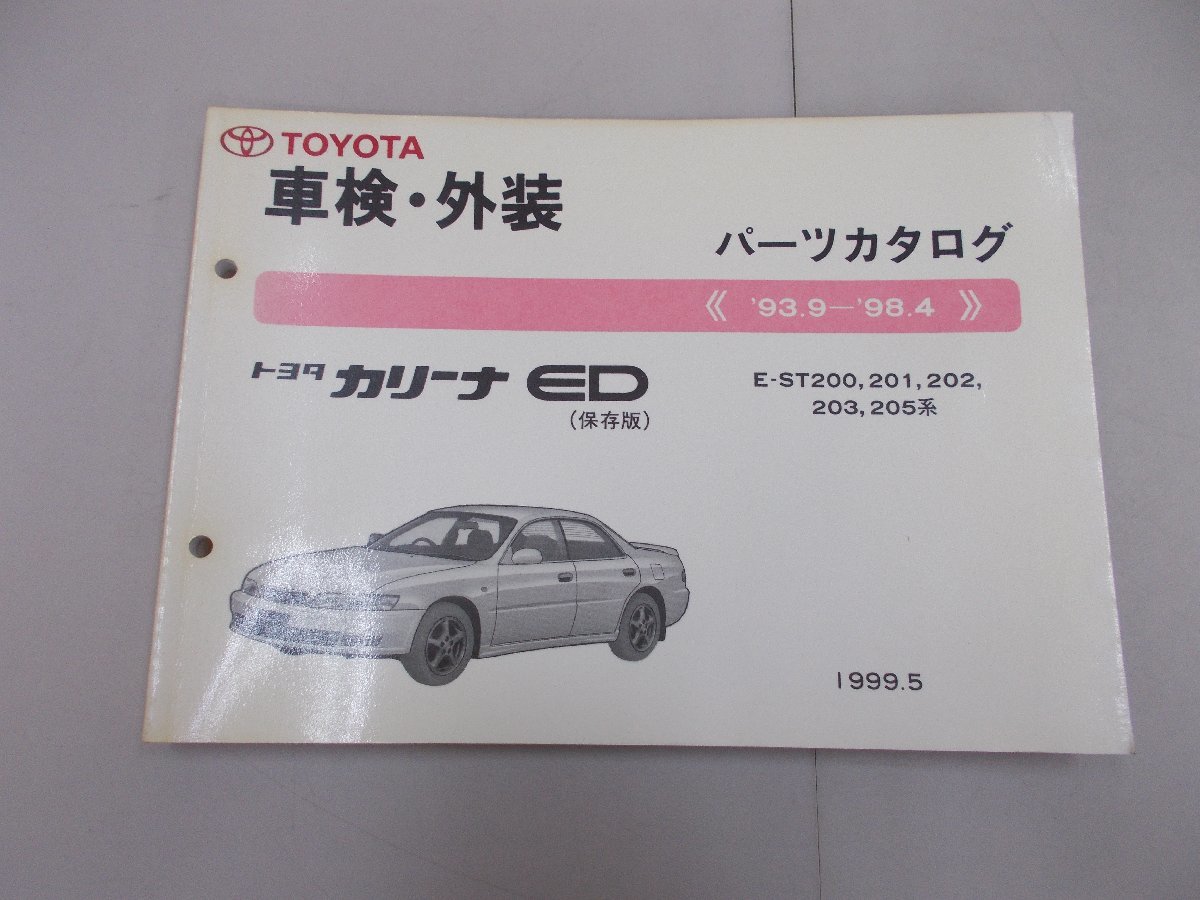 TOYOTA
車検・外装
パーツカタログ
《 '93.9—'98.4 》
トヨタ カリーナ ED
(保存版)
E-ST200, 201, 202,
203, 205系
1999.5